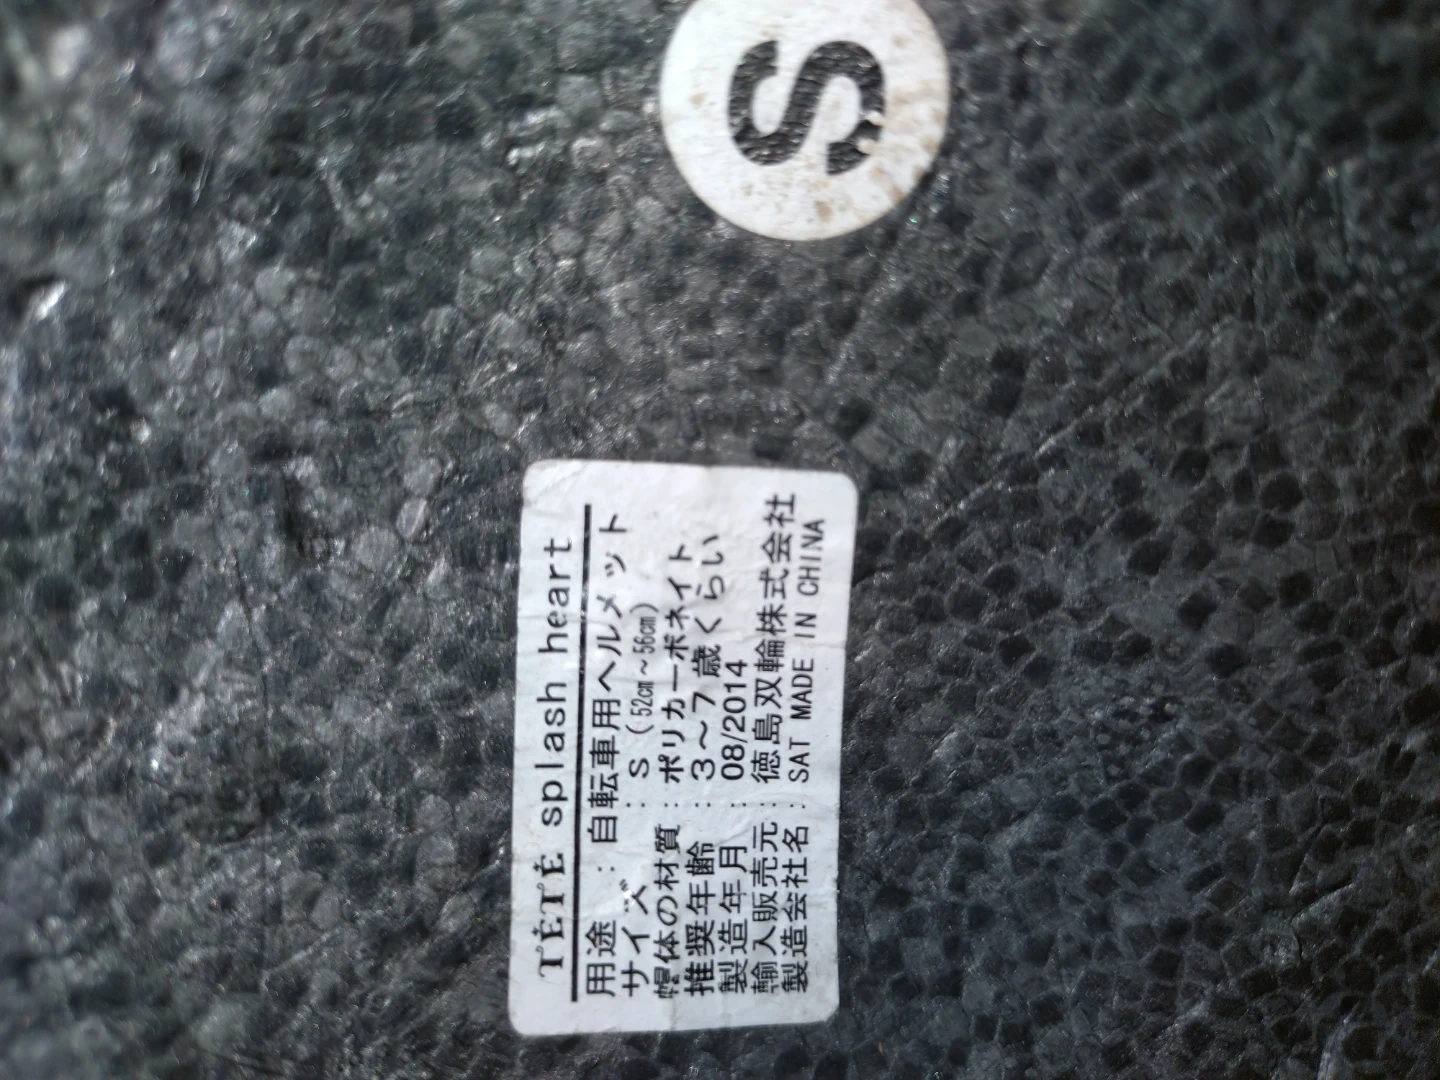 S
TÊTE splash heart
用途 : 自転車用ヘルメット
サイズ : S (52cm～56cm)
帽体の材質 : ポリカーボネイト
推奨年齢 : 3～7歳くらい
製造年月 : 08/2014
輸入販売元 : 徳島双輪株式会社
製造会社名 : SAT MADE IN CHINA